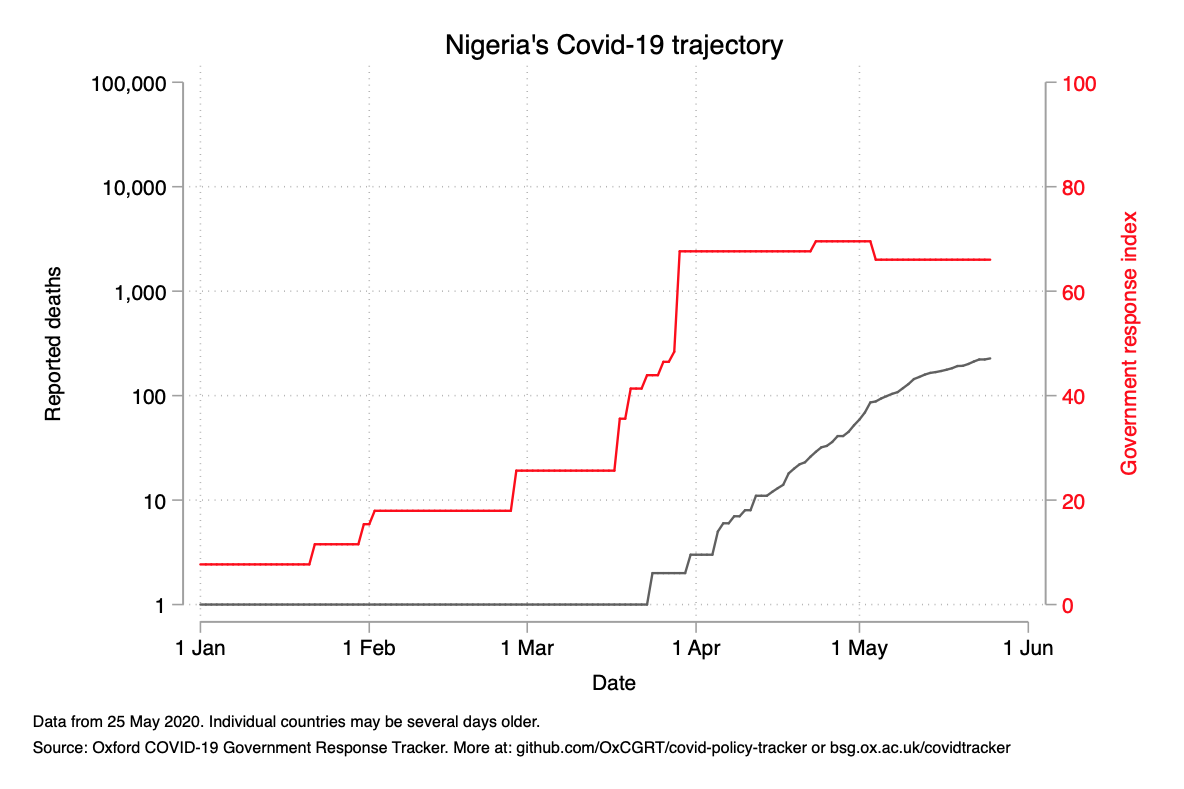 Nigeria's Covid-19 trajectory
100,000
10,000
1,000
100
10
1
Reported deaths
100
80
60
40
20
0
Government response index
1 Jan
1 Feb
1 Mar
1 Apr
1 May
1 Jun
Date
Data from 25 May 2020. Individual countries may be several days older.
Source: Oxford COVID-19 Government Response Tracker. More at: github.com/OxCGRT/covid-policy-tracker or bsg.ox.ac.uk/covidtracker